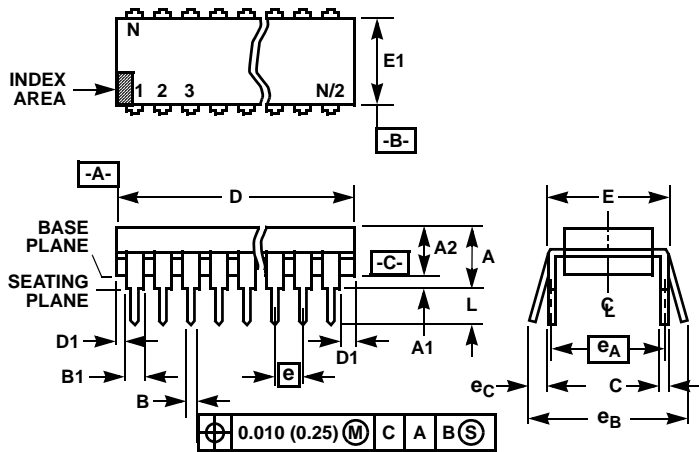 N
E1
INDEX
AREA
1 2 3 N/2
-B-
-A-
D
E
BASE
PLANE
A2
A
-C-
SEATING
PLANE
L
C
L
D1
e
D1
A1
eA
B1
eC
C
B
eB
0.010 (0.25) M C A B S